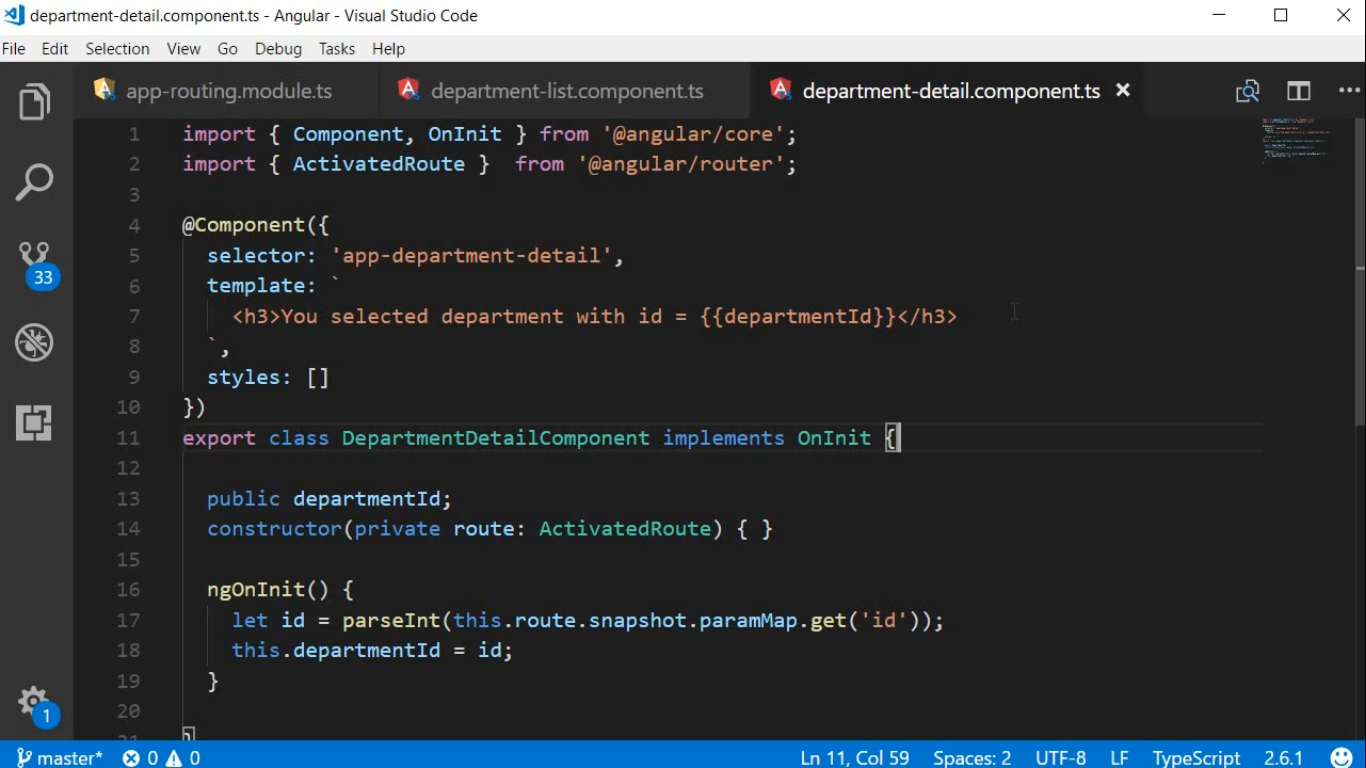 department-detail.component.ts - Angular - Visual Studio Code
File Edit Selection View Go Debug Tasks Help
app-routing.module.ts department-list.component.ts department-detail.component.ts
1 import { Component, OnInit } from '@angular/core';
2 import { ActivatedRoute }  from '@angular/router';
3
4 @Component({
5   selector: 'app-department-detail',
6   template: `
7     <h3>You selected department with id = {{departmentId}}</h3>
8   `,
9   styles: []
10 })
11 export class DepartmentDetailComponent implements OnInit {
12
13   public departmentId;
14   constructor(private route: ActivatedRoute) { }
15
16   ngOnInit() {
17     let id = parseInt(this.route.snapshot.paramMap.get('id'));
18     this.departmentId = id;
19   }
20
21 }
33
1
master* 0 0 Ln 11, Col 59 Spaces: 2 UTF-8 LF TypeScript 2.6.1